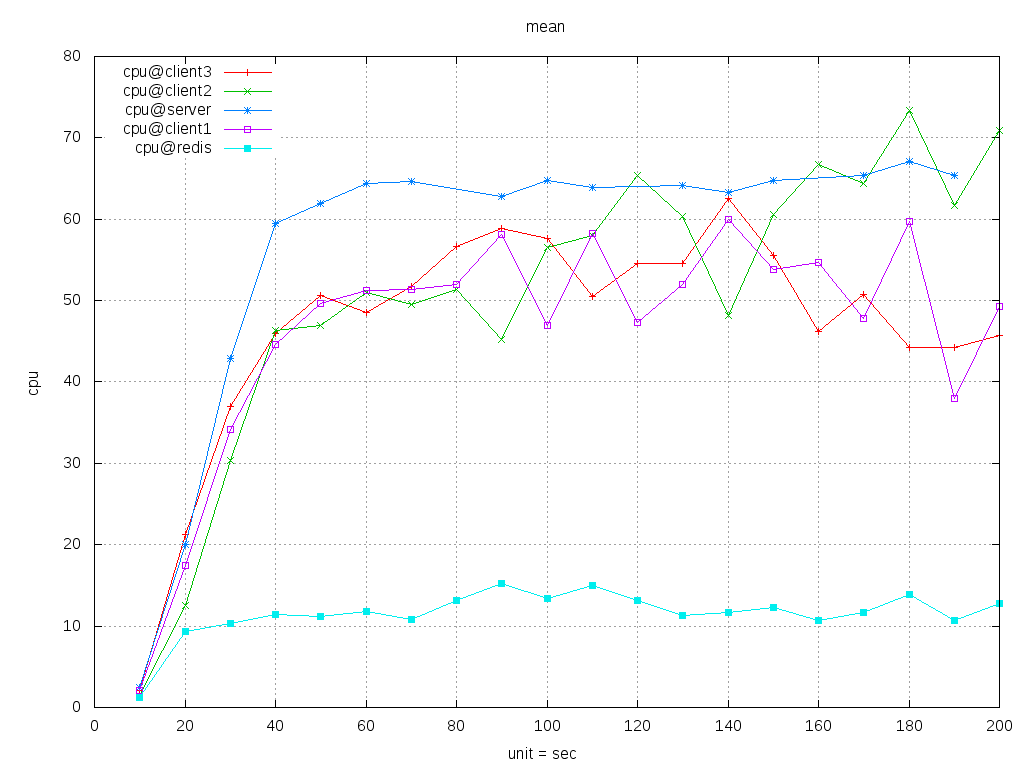 mean
80
70
60
50
40
30
20
10
0
cpu
cpu@client3
cpu@client2
cpu@server
cpu@client1
cpu@redis
0 20 40 60 80 100 120 140 160 180 200
unit = sec